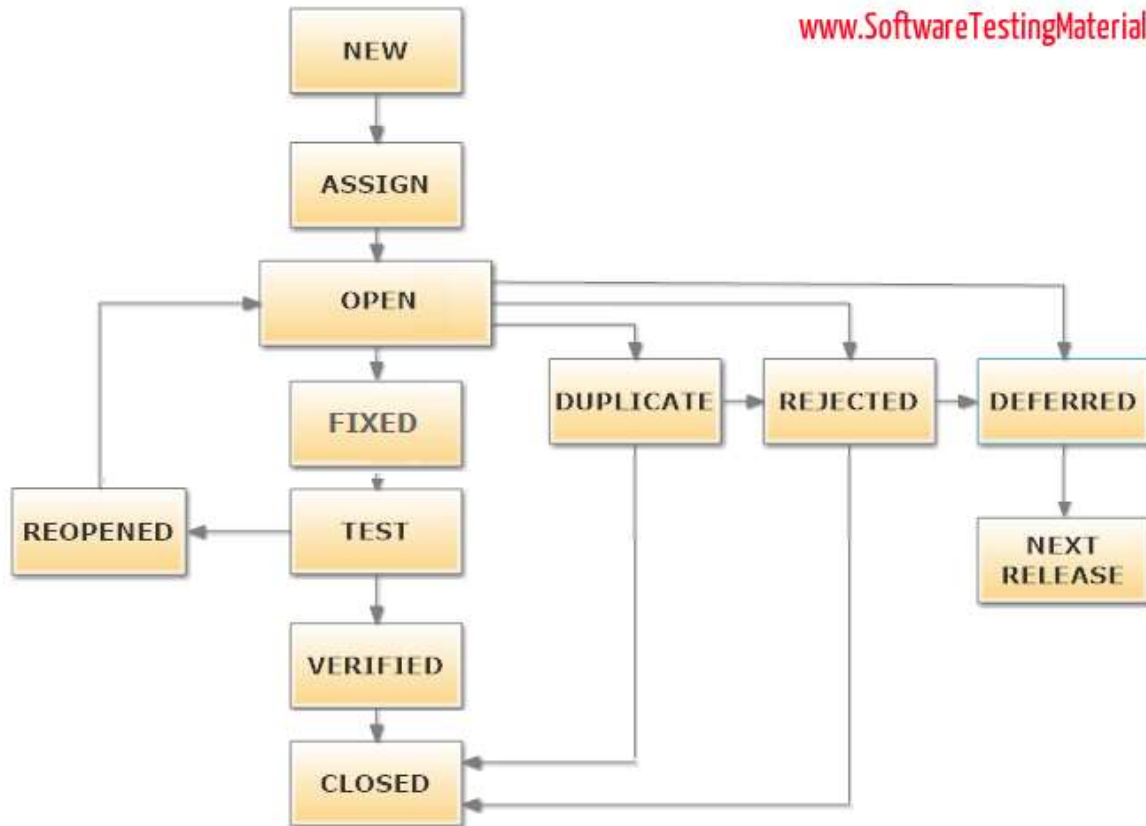 www.SoftwareTestingMaterial
NEW
ASSIGN
OPEN
FIXED
DUPLICATE
REJECTED
DEFERRED
REOPENED
TEST
NEXT
RELEASE
VERIFIED
CLOSED